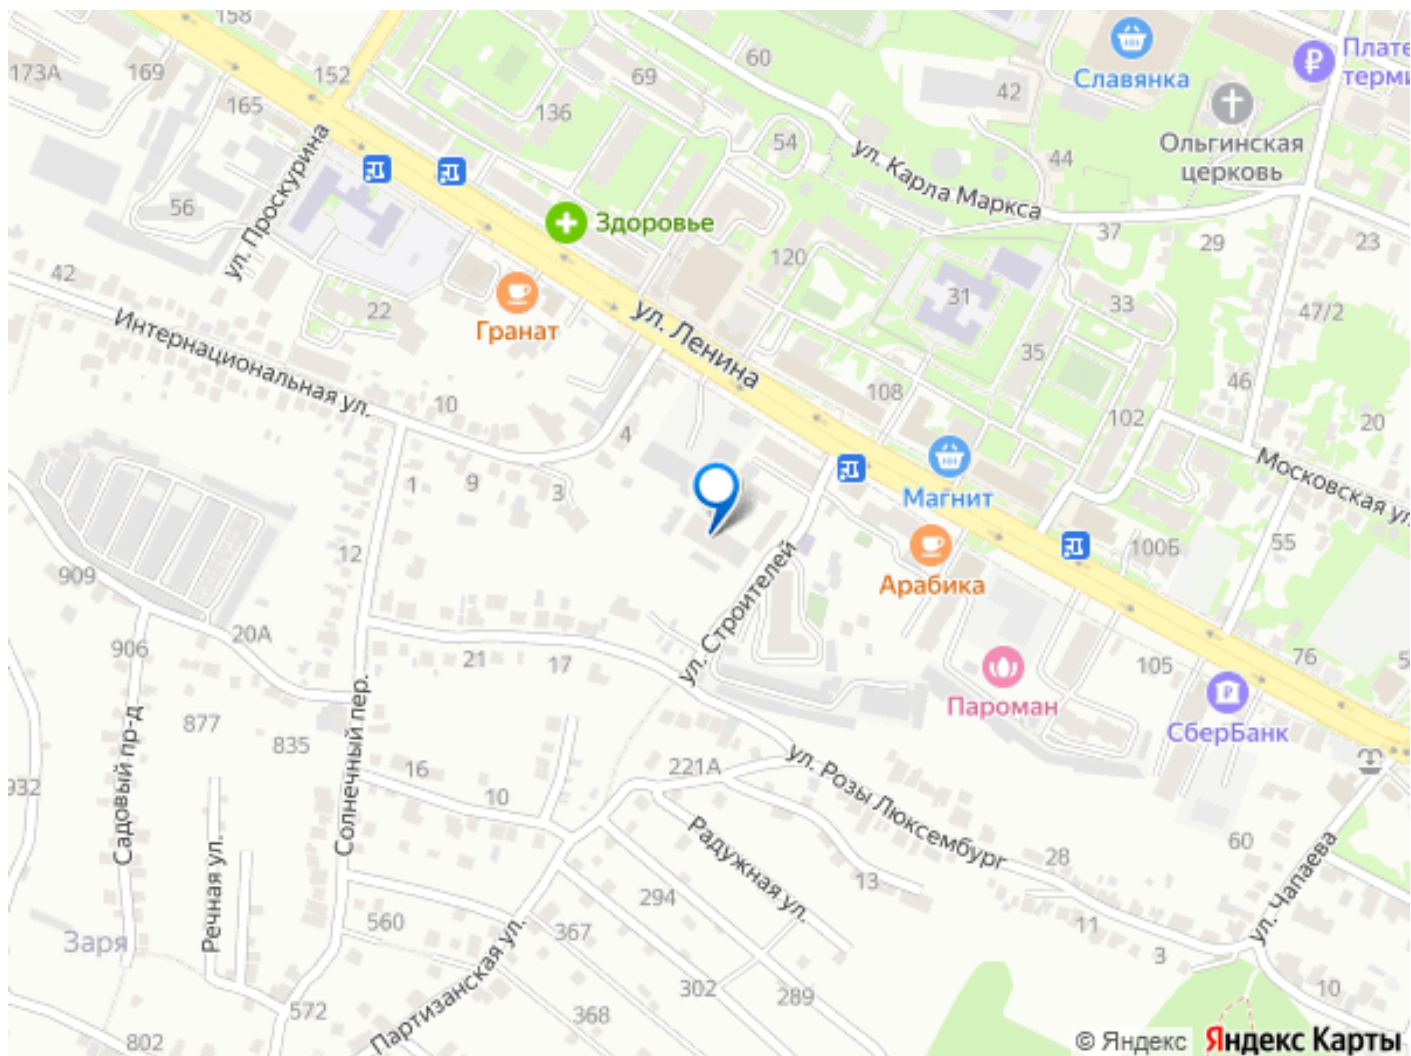 158
60
Славянка
Плате
терми
173А
169
152
69
42
165
136
54
44
Ольгинская
церковь
ул. Карла Маркса
56
ул. Проскурина
Здоровье
37
29
23
42
120
22
31
33
47/2
Гранат
ул. Ленина
Интернациональная ул.
35
46
10
108
102
20
4
1
9
3
Магнит
Московская ул.
12
55
100Б
909
Арабика
ул. Строителей
906
20А
21
17
105
76
5
Пароман
877
835
СберБанк
Садовый пр-д
Солнечный пер.
932
16
10
221А
ул. Розы Люксембург
Речная ул.
Радужная ул.
60
28
13
ул. Чапаева
294
560
367
11
Заря
3
Партизанская ул.
302
289
10
572
368
802
© Яндекс Яндекс Карты